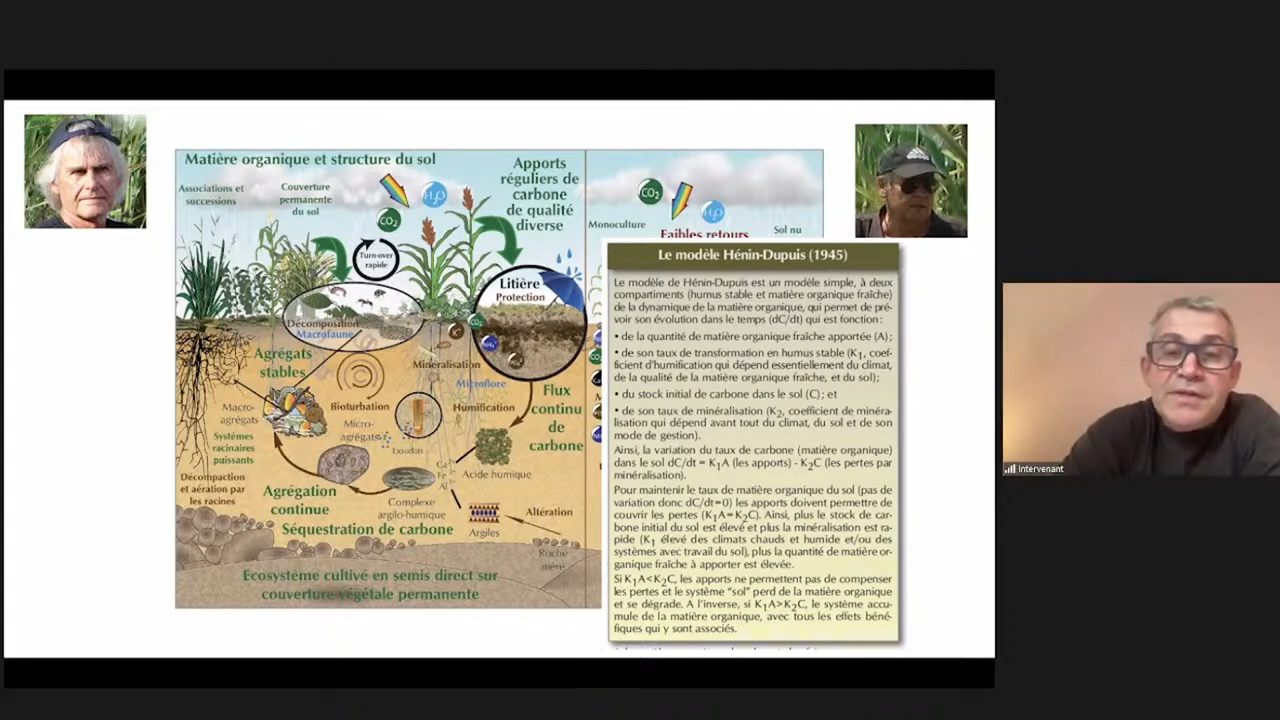 Matière organique et structure du sol
Associations et
successions
Couverture
permanente
du sol
H₂O
CO₂
Apports
réguliers de
carbone
de qualité
diverse
Turn-over
rapide
Litière
Protection
Décomposition
Macrofaune
CO₂
Agrégats
stables
Minéralisation
Microflore
Humification
Macro-
agrégats
Bioturbation
Micro-
agrégats
Flux
continu
de
carbone
Systèmes
racinaires
puissants
Acide humique
Décompaction
et aération par
les racines
Agrégation
continue
Complexe
argilo-humique
Séquestration de carbone
Argiles
Altération
Roche
mère
Ecosystème cultivé en semis direct sur
couverture végétale permanente
CO₂
H₂O
Monoculture
Faibles retours
Sol nu
Le modèle Hénin-Dupuis (1945)
Le modèle de Hénin-Dupuis est un modèle simple, à deux
compartiments (humus stable et matière organique fraîche)
de la dynamique de la matière organique, qui permet de pré-
voir son évolution dans le temps (dC/dt) qui est fonction :
• de la quantité de matière organique fraîche apportée (A) ;
• de son taux de transformation en humus stable (K₁, coef-
ficient d'humification qui dépend essentiellement du climat,
de la qualité de la matière organique fraîche, et du sol) ;
• du stock initial de carbone dans le sol (C) ; et
• de son taux de minéralisation (K₂, coefficient de minéra-
lisation qui dépend avant tout du climat, du sol et de son
mode de gestion).
Ainsi, la variation du taux de carbone (matière organique)
dans le sol dC/dt = K₁A (les apports) - K₂C (les pertes par
minéralisation).
Pour maintenir le taux de matière organique du sol (pas de
variation donc dC/dt=0) les apports doivent permettre de
couvrir les pertes (K₁A=K₂C). Ainsi, plus le stock de car-
bone initial du sol est élevé et plus la minéralisation est ra-
pide (K₁ élevé des climats chauds et humide et/ou des
systèmes avec travail du sol), plus la quantité de matière or-
ganique fraîche à apporter est élevée.
Si K₁A<K₂C, les apports ne permettent pas de compenser
les pertes et le système "sol" perd de la matière organique
et se dégrade. A l'inverse, si K₁A>K₂C, le système accu-
mule de la matière organique, avec tous les effets béné-
fiques qui y sont associés.
Intervenant